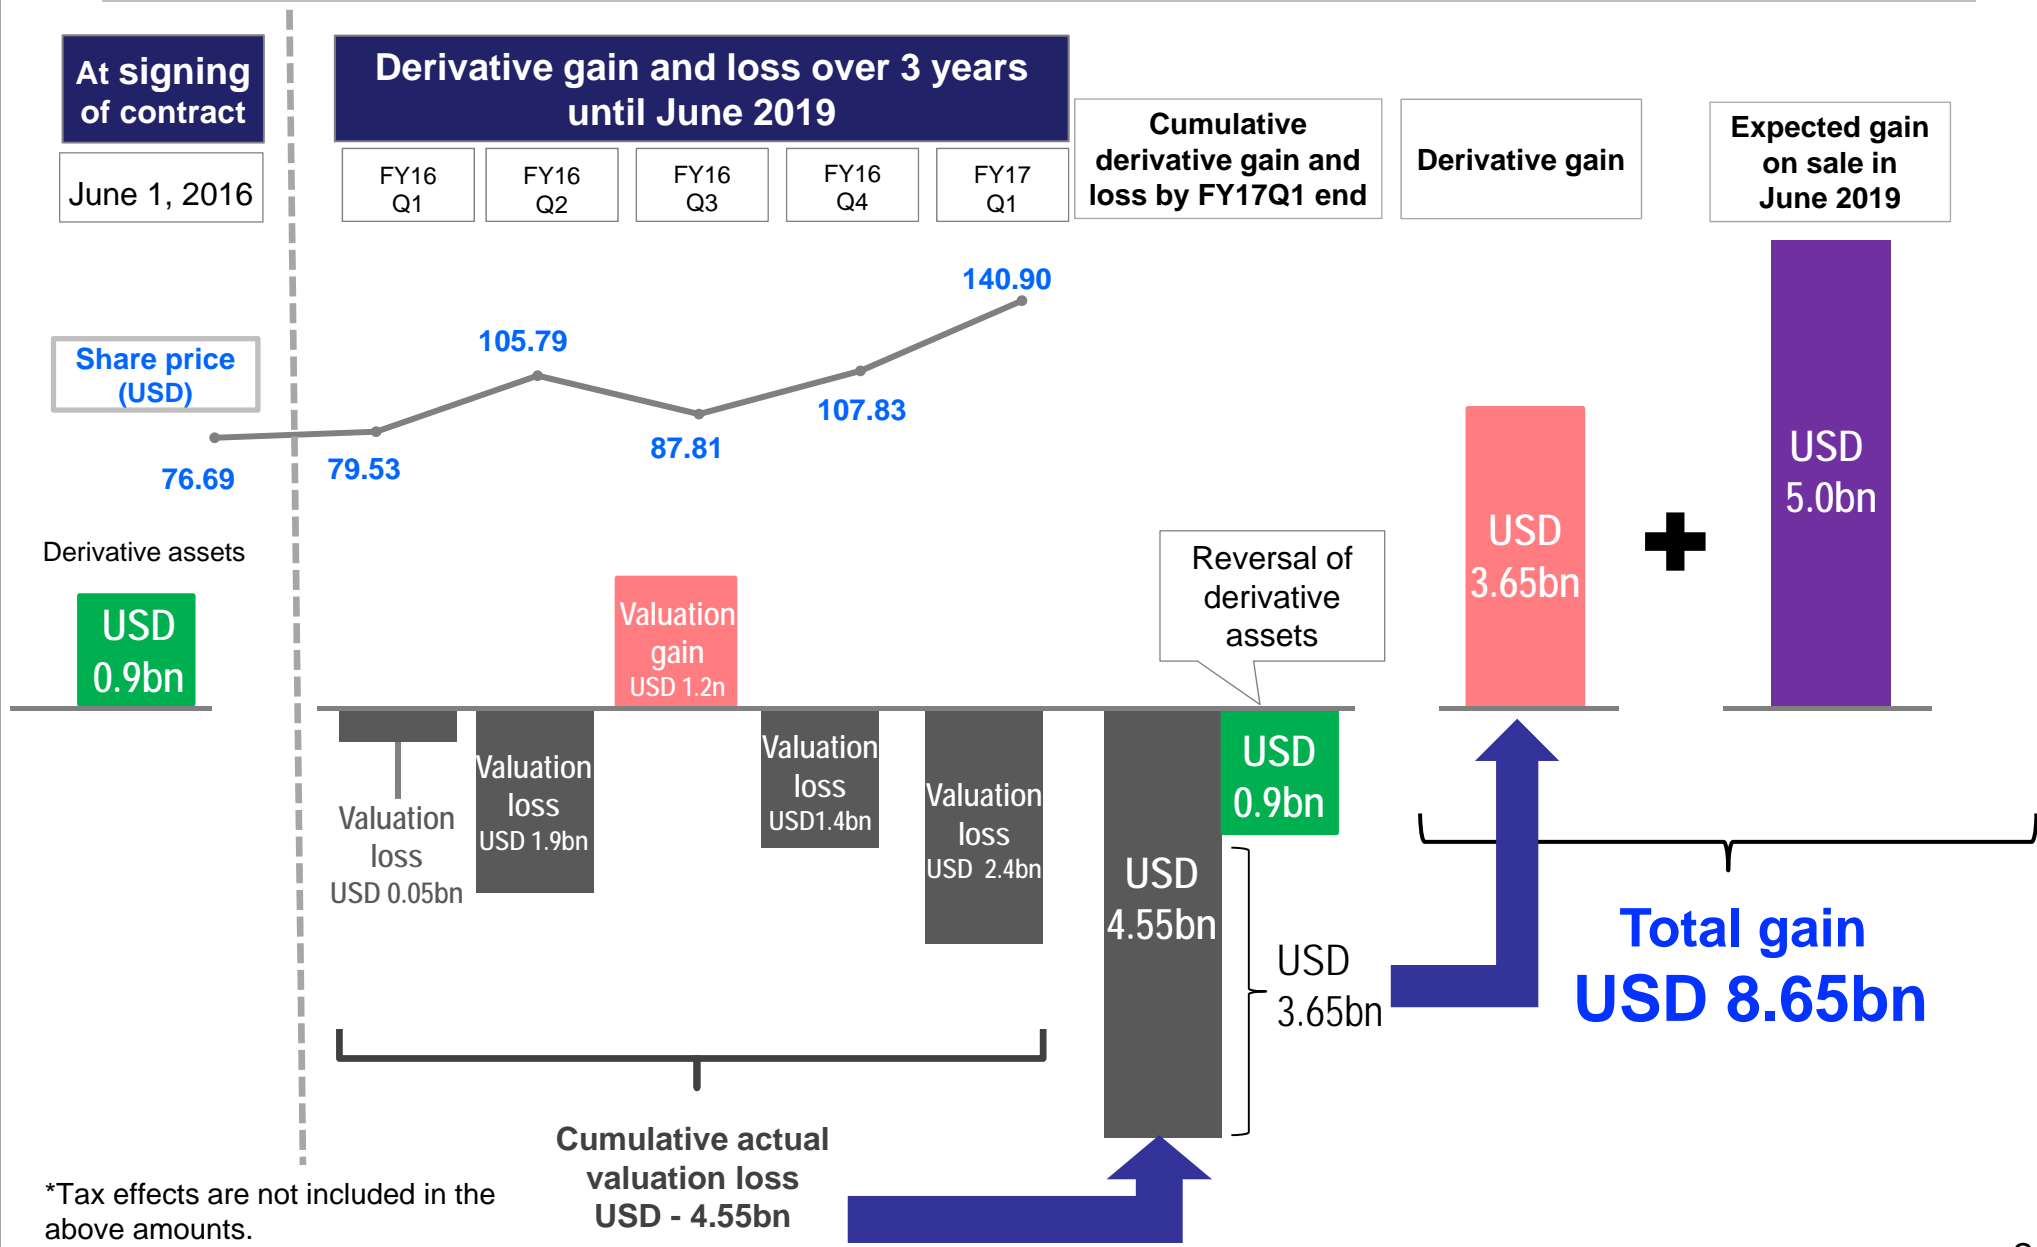 At signing
of contract
June 1, 2016
Derivative gain and loss over 3 years
until June 2019
FY16
Q1
FY16
Q2
FY16
Q3
FY16
Q4
FY17
Q1
Cumulative
derivative gain and
loss by FY17Q1 end
Derivative gain
Expected gain
on sale in
June 2019
Share price
(USD)
76.69
79.53
105.79
87.81
107.83
140.90
Derivative assets
USD
0.9bn
Valuation
loss
USD 0.05bn
Valuation
loss
USD 1.9bn
Valuation
gain
USD 1.2n
Valuation
loss
USD1.4bn
Valuation
loss
USD 2.4bn
Reversal of
derivative
assets
USD
4.55bn
USD
0.9bn
USD
3.65bn
USD
3.65bn
USD
5.0bn
Total gain
USD 8.65bn
Cumulative actual
valuation loss
USD - 4.55bn
*Tax effects are not included in the
above amounts.